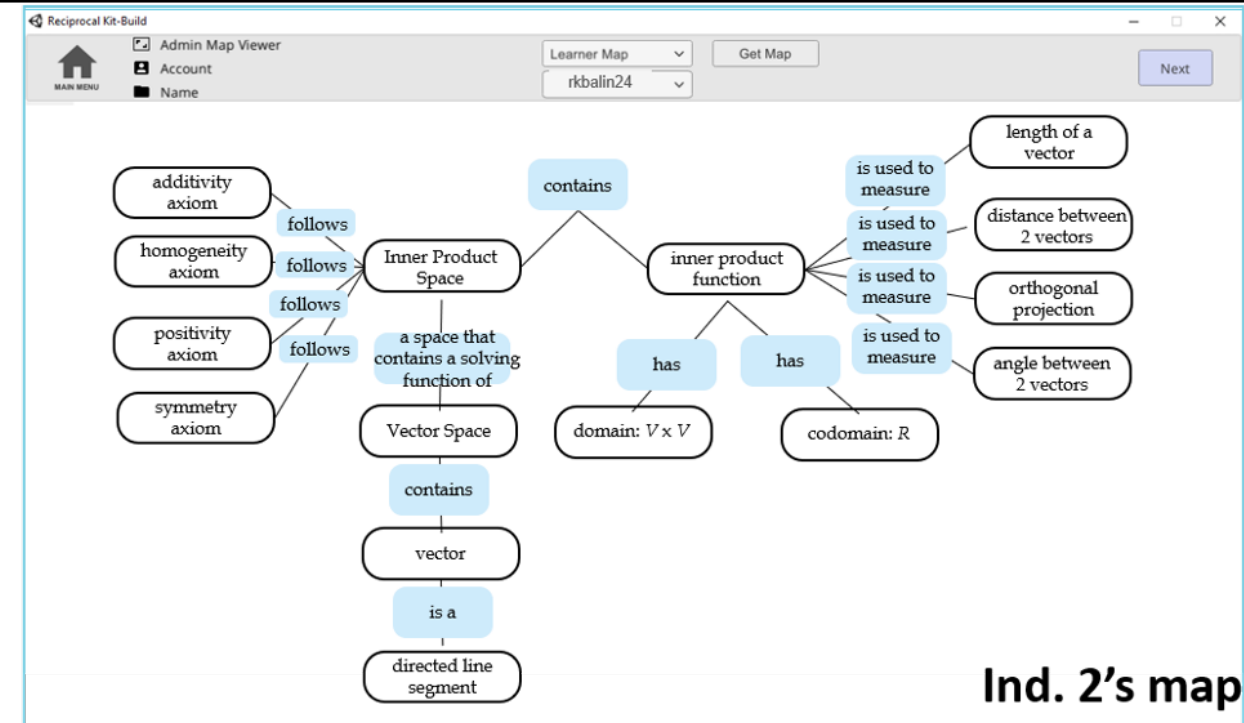 Reciprocal Kit-Build
MAIN MENU
Admin Map Viewer
Account
Name
Learner Map
Get Map
rkbalin24
Next
additivity
axiom
homogeneity
axiom
positivity
axiom
symmetry
axiom
follows
follows
follows
follows
Inner Product
Space
contains
inner product
function
is used to
measure
is used to
measure
is used to
measure
is used to
measure
length of a
vector
distance between
2 vectors
orthogonal
projection
angle between
2 vectors
a space that
contains a solving
function of
has
has
Vector Space
domain: V x V
codomain: R
contains
vector
is a
directed line
segment
Ind. 2's map